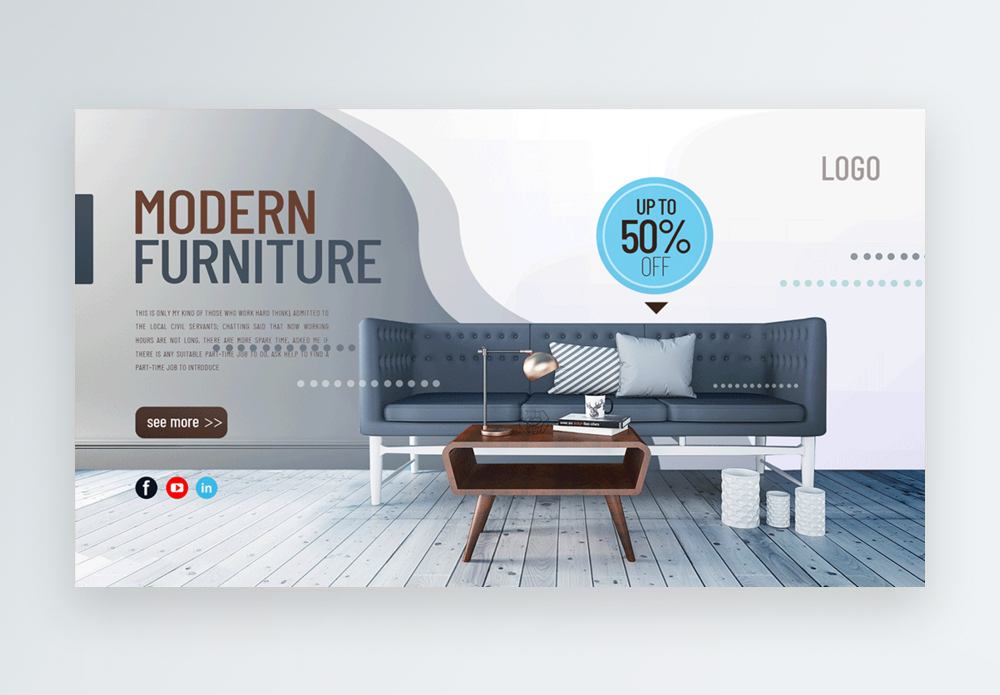 MODERN
FURNITURE
THIS IS ONLY MY KIND OF THOSE WHO WORK HARD THINK), ADMITTED TO
THE LOCAL CIVIL SERVANTS; CHATTING SAID THAT NOW WORKING
HOURS ARE NOT LONG, THERE ARE MORE SPARE TIME, ASKED ME IF
THERE IS ANY SUITABLE PART-TIME JOB TO DO, ASK HELP TO FIND A
PART-TIME JOB TO INTRODUCE
see more >>
f
in
UP TO
50%
OFF
LOGO